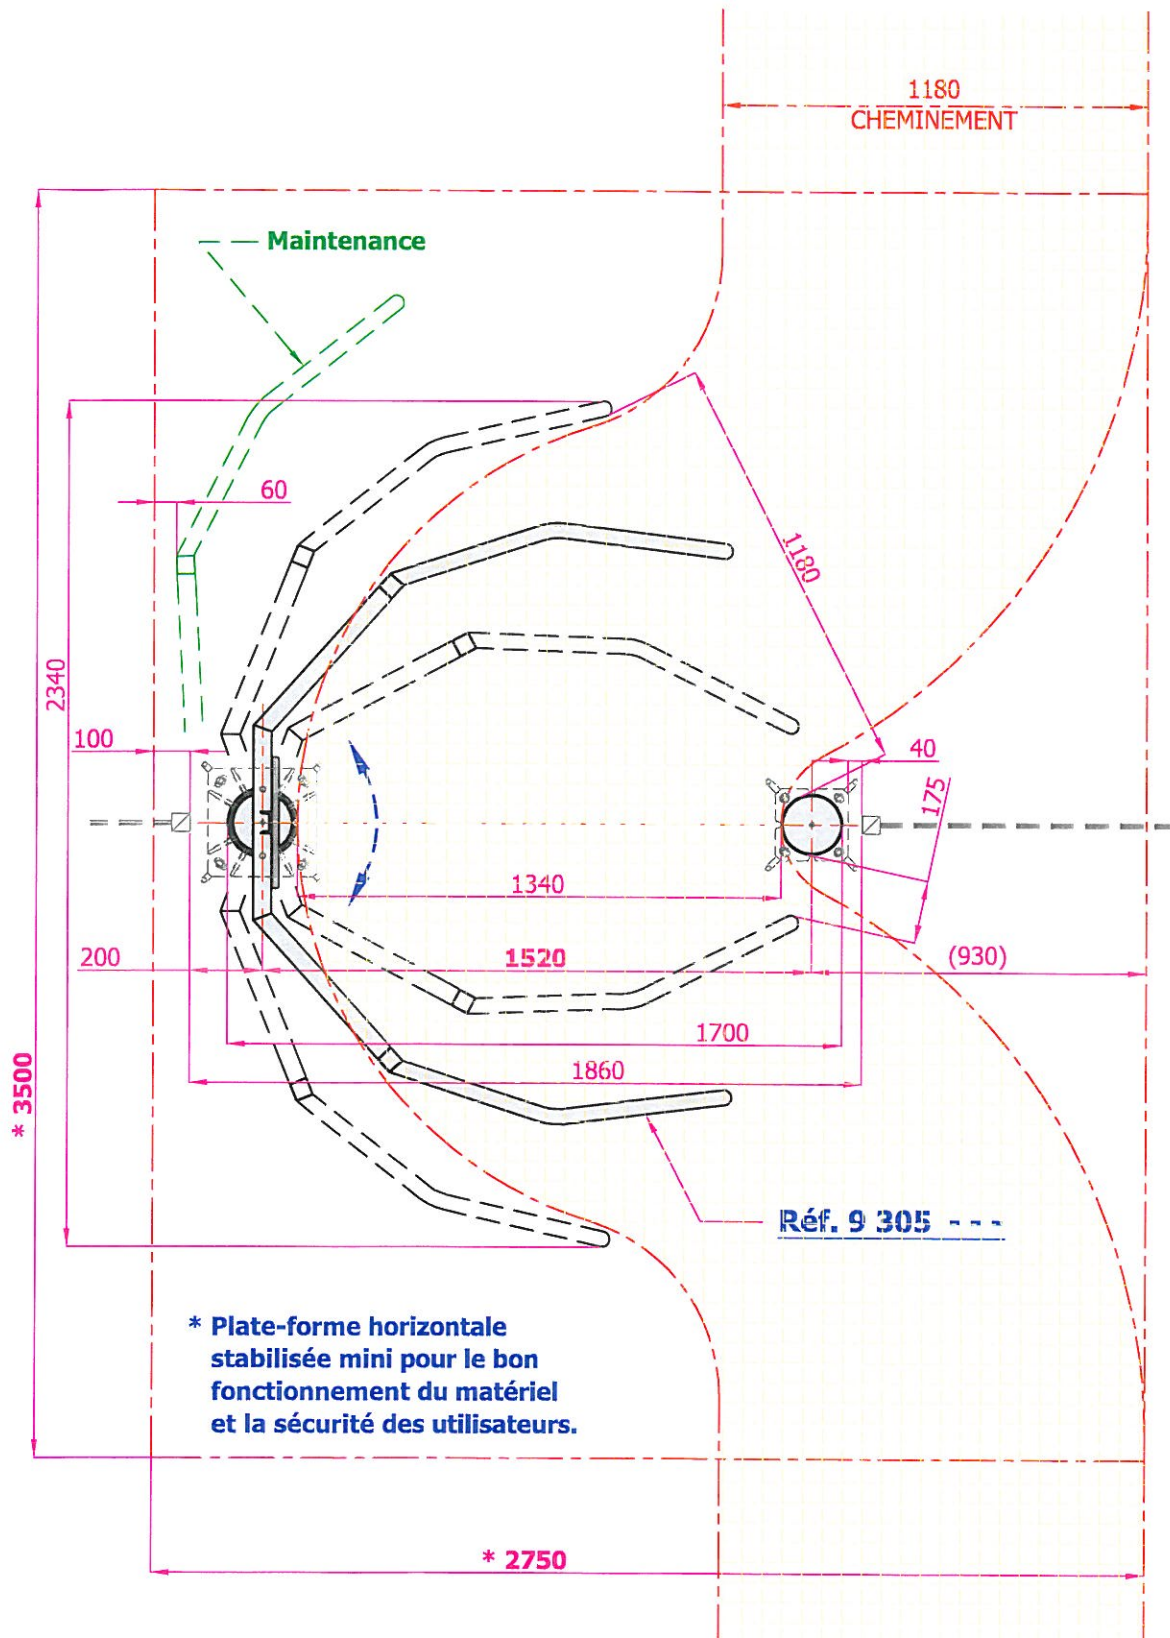 1180
CHEMINEMENT
Maintenance
60
1180
2340
100
40
175
1340
200
1520
(930)
1700
1860
* 3500
Réf. 9 305 ---
* Plate-forme horizontale
stabilisée mini pour le bon
fonctionnement du matériel
et la sécurité des utilisateurs.
* 2750